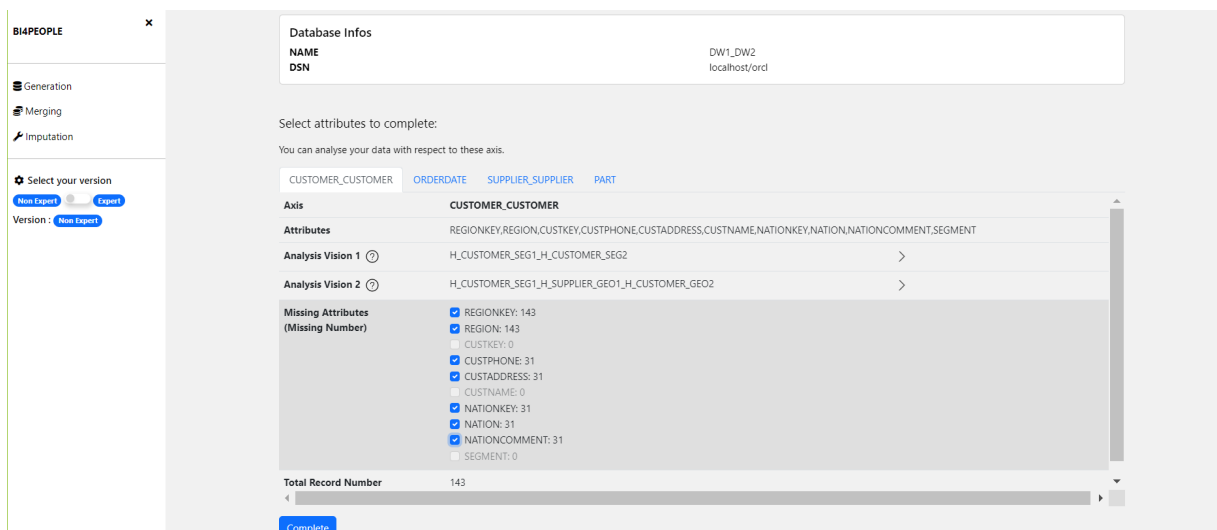 BI4PEOPLE
×
Generation
Merging
Imputation
Select your version
Non Expert Expert
Version : Non Expert
Database Infos
NAME DW1_DW2
DSN localhost/orcl
Select attributes to complete:
You can analyse your data with respect to these axis.
CUSTOMER_CUSTOMER ORDERDATE SUPPLIER_SUPPLIER PART
Axis CUSTOMER_CUSTOMER
Attributes REGIONKEY,REGION,CUSTKEY,CUSTPHONE,CUSTADDRESS,CUSTNAME,NATIONKEY,NATION,NATIONCOMMENT,SEGMENT
Analysis Vision 1 ? H_CUSTOMER_SEG1_H_CUSTOMER_SEG2
Analysis Vision 2 ? H_CUSTOMER_SEG1_H_SUPPLIER_GEO1_H_CUSTOMER_GEO2
Missing Attributes REGIONKEY: 143
(Missing Number) REGION: 143
CUSTKEY: 0
CUSTPHONE: 31
CUSTADDRESS: 31
CUSTNAME: 0
NATIONKEY: 31
NATION: 31
NATIONCOMMENT: 31
SEGMENT: 0
Total Record Number 143
Complete